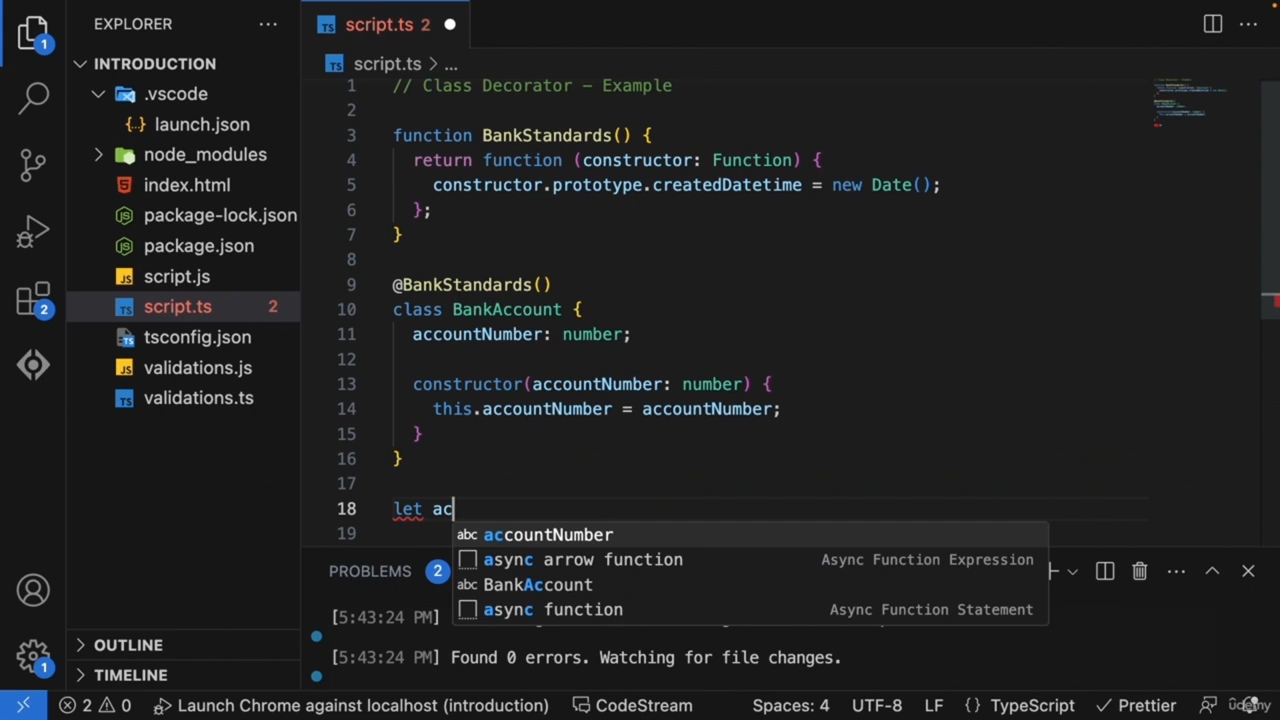 EXPLORER
INTRODUCTION
.vscode
launch.json
node_modules
index.html
package-lock.json
package.json
script.js
script.ts 2
tsconfig.json
validations.js
validations.ts
OUTLINE
TIMELINE
1
2
1
script.ts 2
script.ts > ...
1 // Class Decorator – Example
2
3 function BankStandards() {
4 return function (constructor: Function) {
5 constructor.prototype.createdDatetime = new Date();
6 };
7 }
8
9 @BankStandards()
10 class BankAccount {
11 accountNumber: number;
12
13 constructor(accountNumber: number) {
14 this.accountNumber = accountNumber;
15 }
16 }
17
18 let ac
19
abc accountNumber
async arrow function Async Function Expression
abc BankAccount
async function Async Function Statement
PROBLEMS 2
[5:43:24 PM]
[5:43:24 PM] Found 0 errors. Watching for file changes.
2 0 Launch Chrome against localhost (introduction) CodeStream Spaces: 4 UTF-8 LF {} TypeScript Prettier
udemy